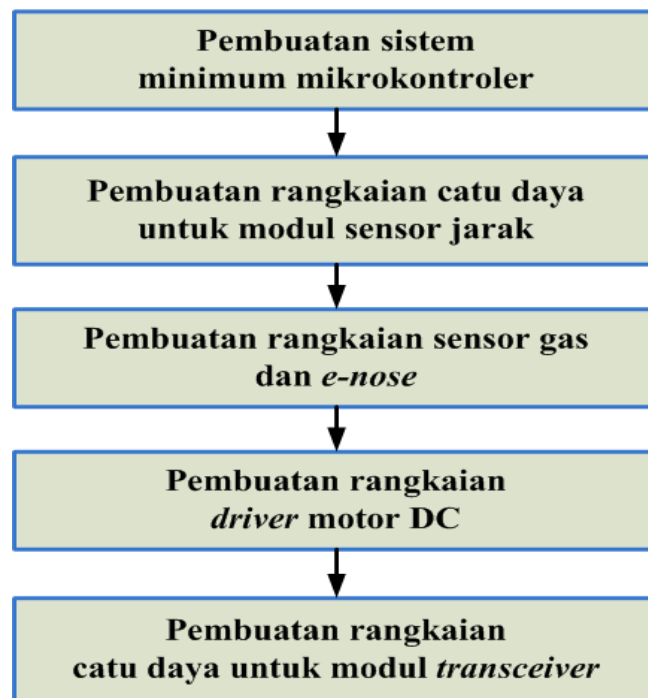 Pembuatan sistem
minimum mikrokontroler
Pembuatan rangkaian catu daya
untuk modul sensor jarak
Pembuatan rangkaian sensor gas
dan e-nose
Pembuatan rangkaian
driver motor DC
Pembuatan rangkaian
catu daya untuk modul transceiver